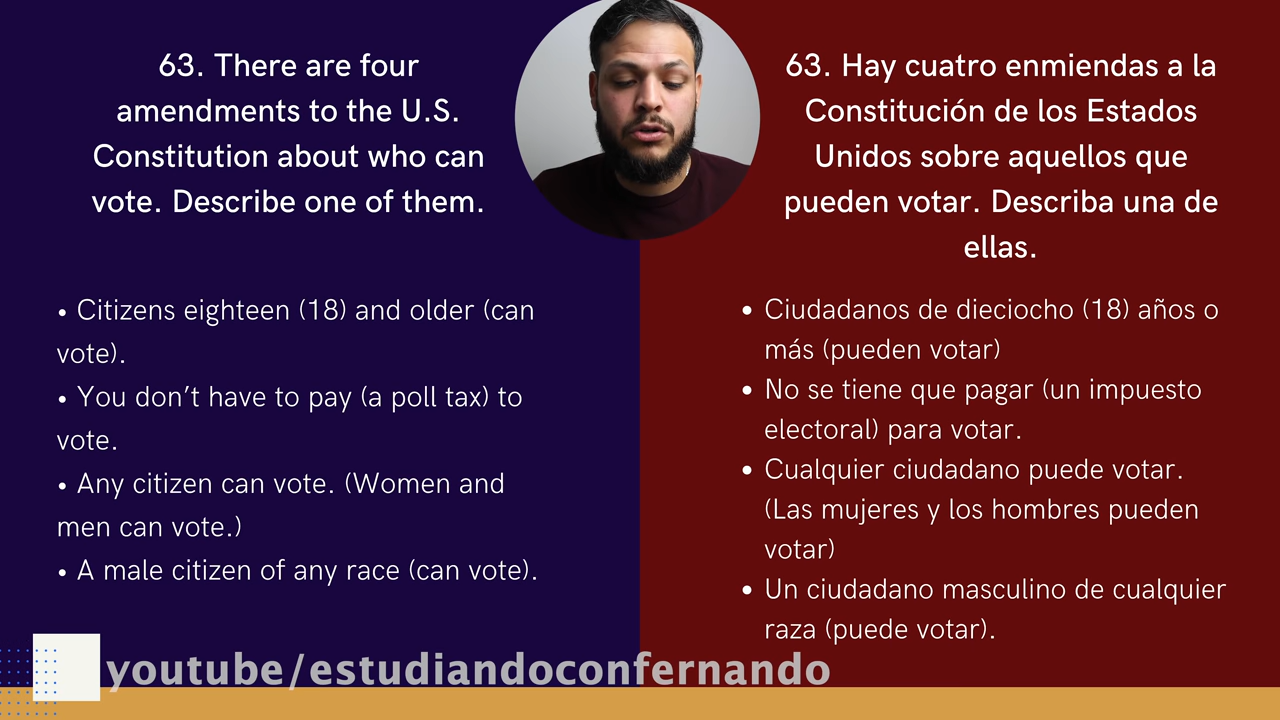 63. There are four
amendments to the U.S.
Constitution about who can
vote. Describe one of them.
• Citizens eighteen (18) and older (can
vote).
• You don’t have to pay (a poll tax) to
vote.
• Any citizen can vote. (Women and
men can vote.)
• A male citizen of any race (can vote).
63. Hay cuatro enmiendas a la
Constitución de los Estados
Unidos sobre aquellos que
pueden votar. Describa una de
ellas.
• Ciudadanos de dieciocho (18) años o
más (pueden votar)
• No se tiene que pagar (un impuesto
electoral) para votar.
• Cualquier ciudadano puede votar.
(Las mujeres y los hombres pueden
votar)
• Un ciudadano masculino de cualquier
raza (puede votar).
youtube/estudiandoconfernando